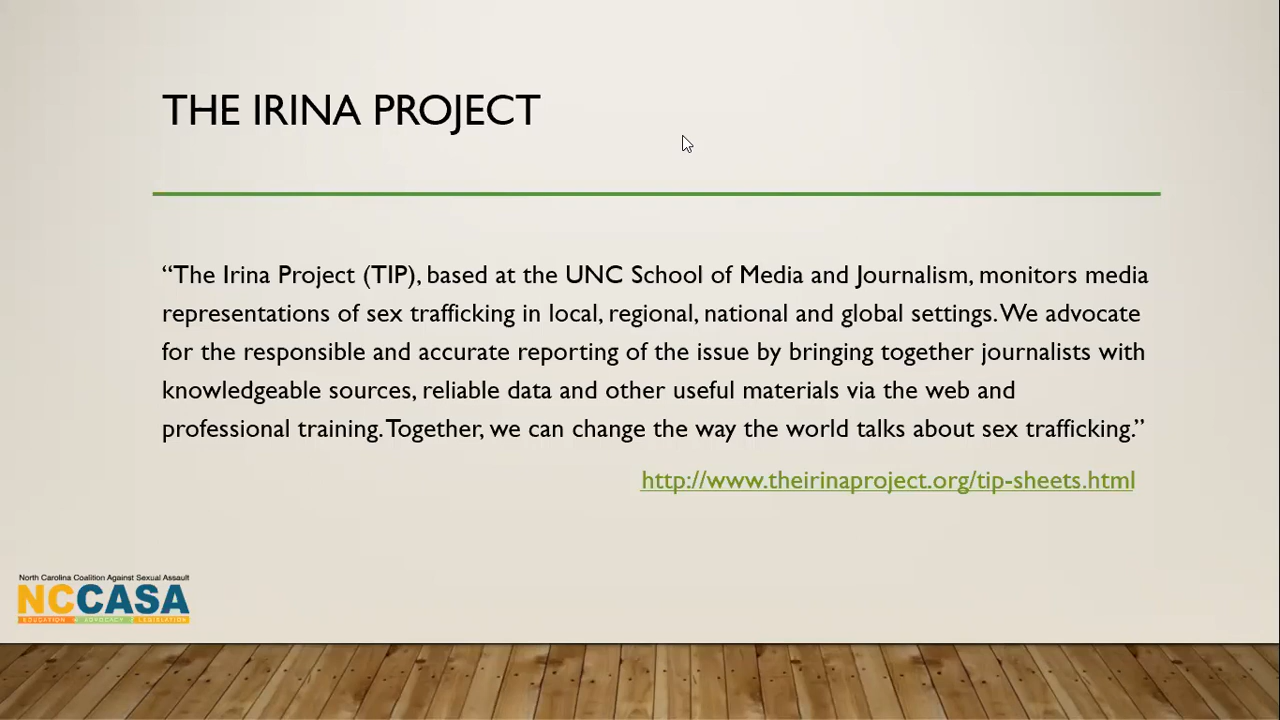 THE IRINA PROJECT
“The Irina Project (TIP), based at the UNC School of Media and Journalism, monitors media
representations of sex trafficking in local, regional, national and global settings. We advocate
for the responsible and accurate reporting of the issue by bringing together journalists with
knowledgeable sources, reliable data and other useful materials via the web and
professional training. Together, we can change the way the world talks about sex trafficking.”
http://www.theirinaproject.org/tip-sheets.html
North Carolina Coalition Against Sexual Assault
NCCASA
EDUCATION ADVOCACY LEGISLATION